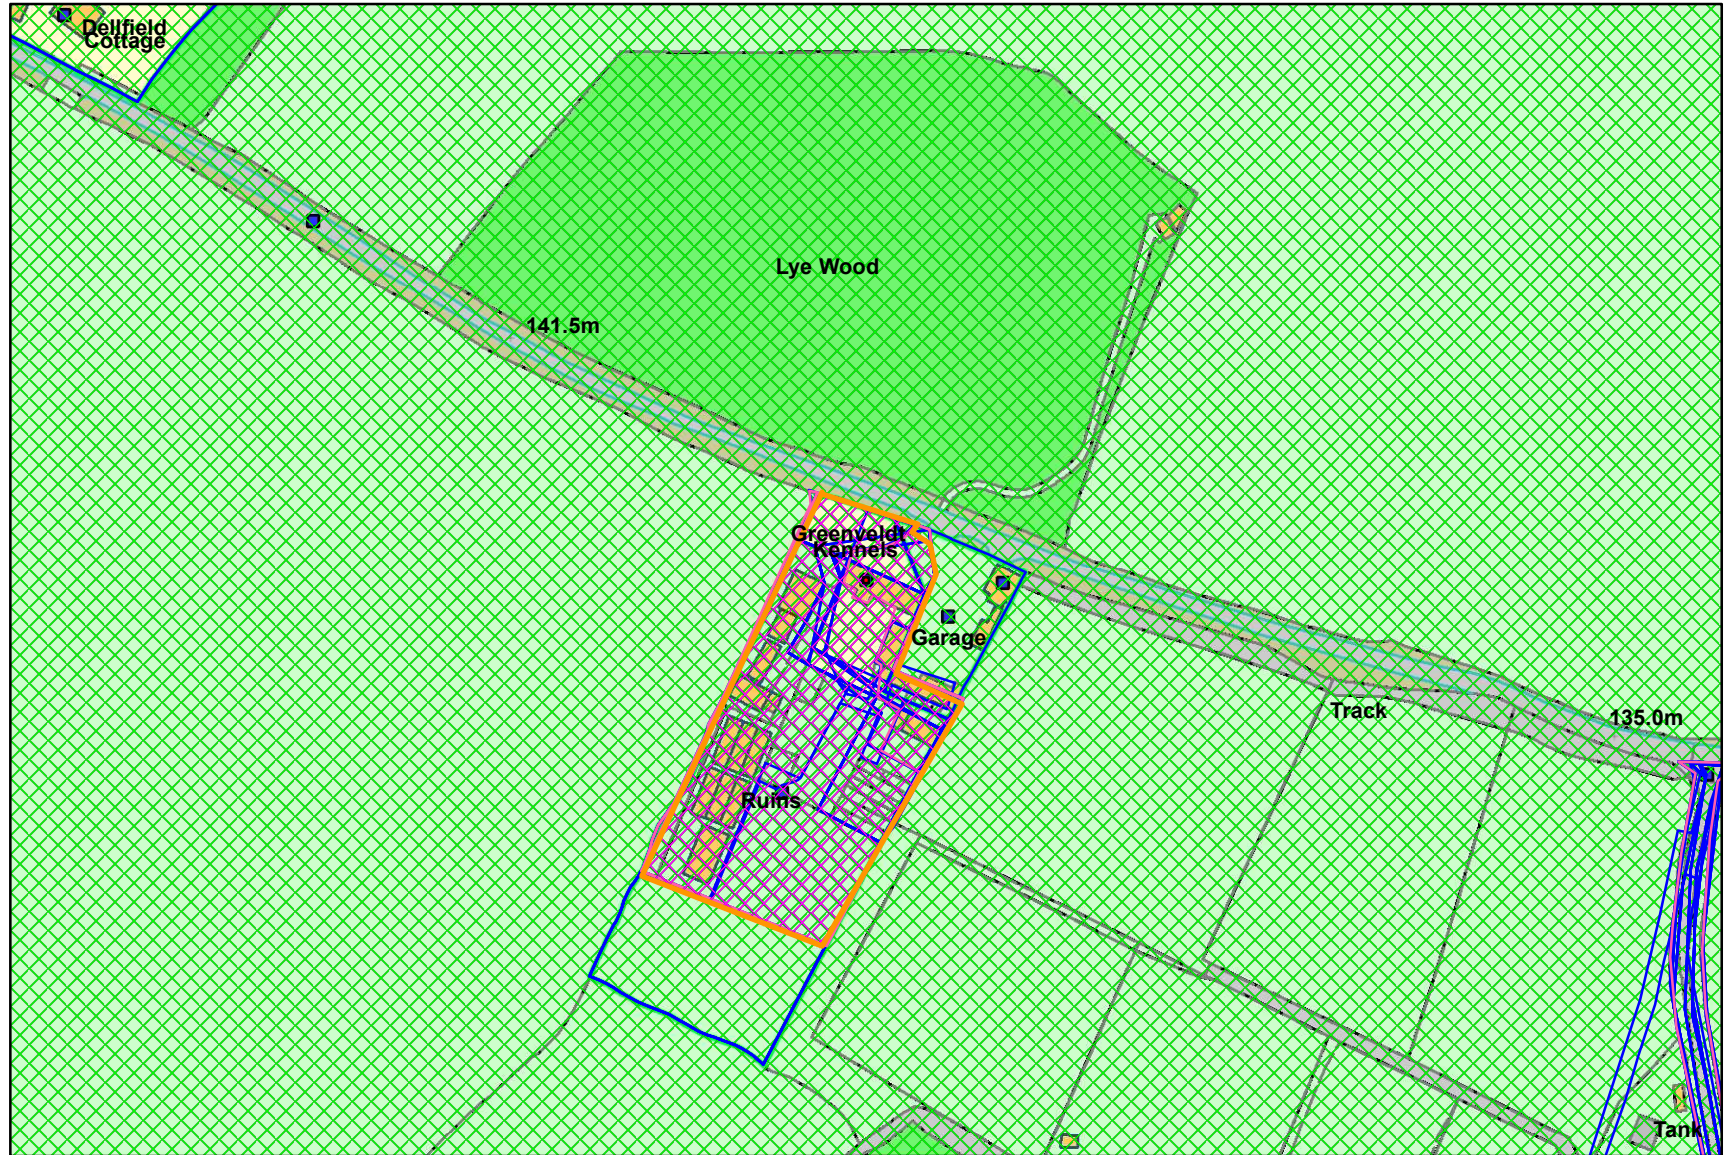 Dellfield
Cottage
Lye Wood
141.5m
Greenveldt
Kennels
Garage
Track
135.0m
Ruins
Tank